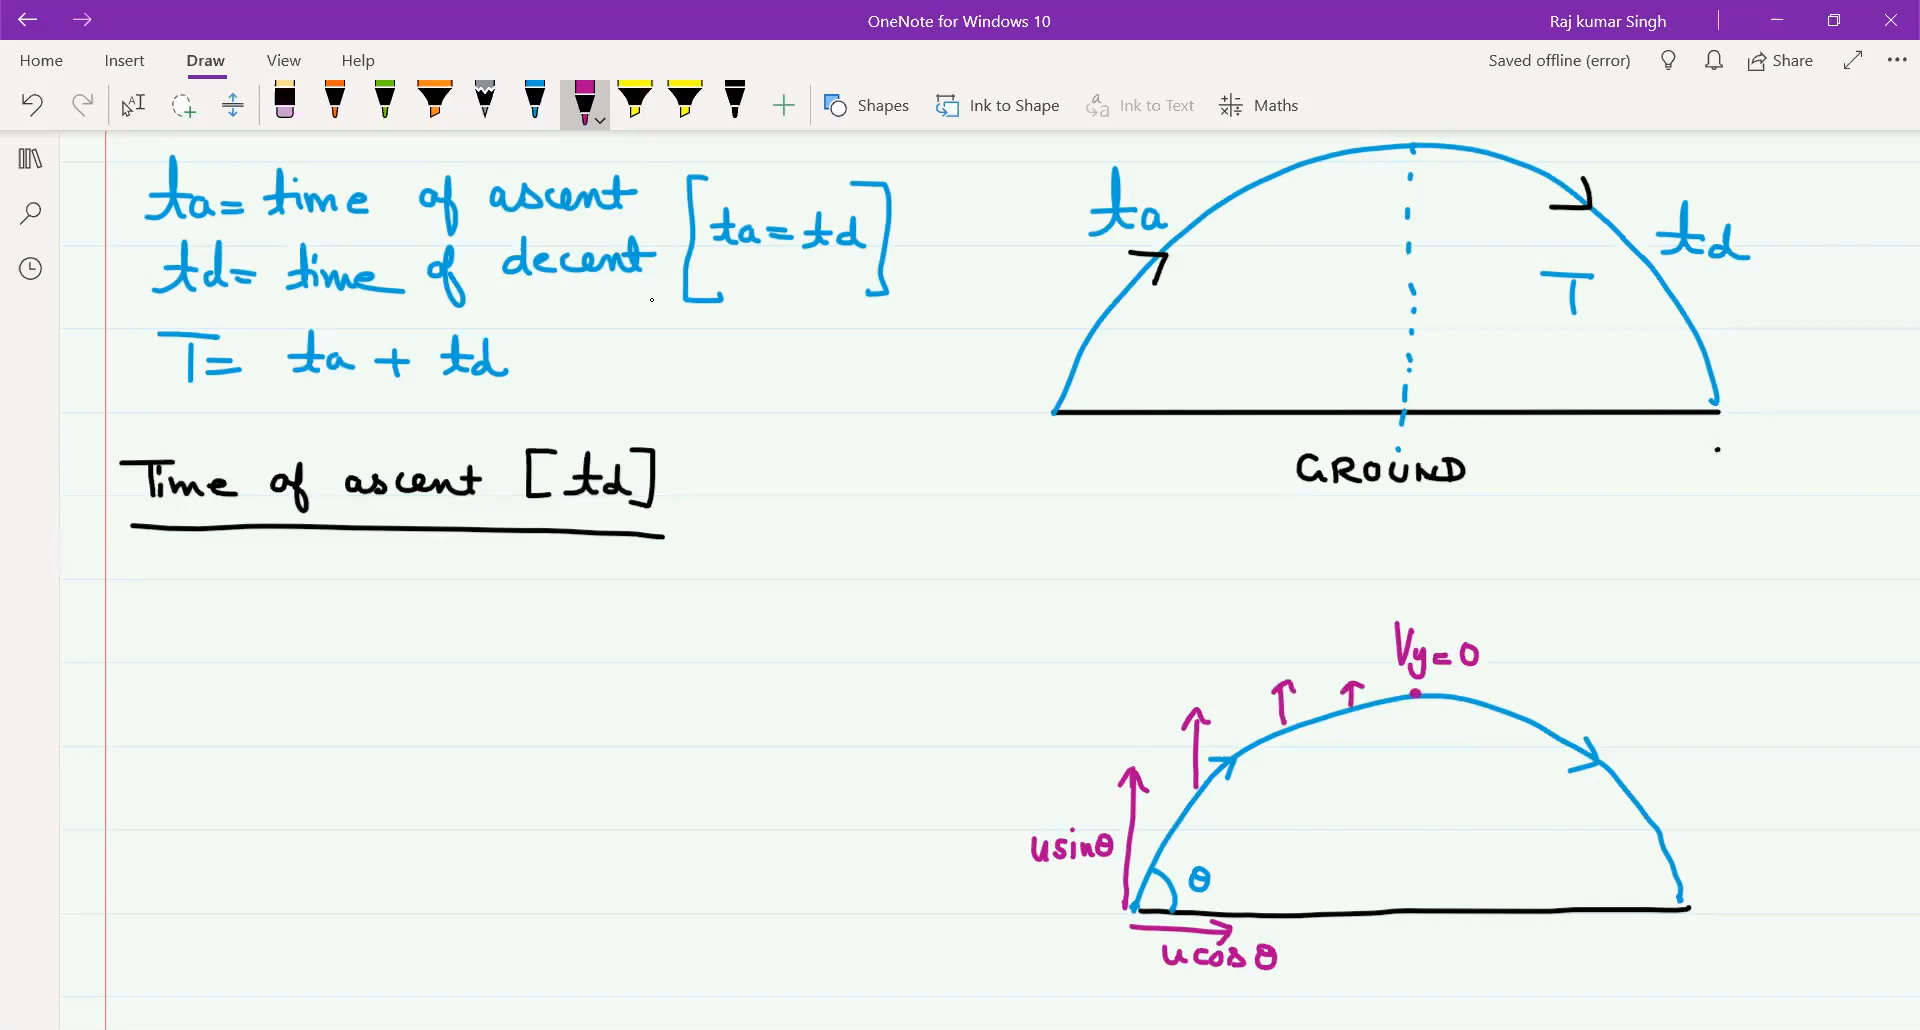 OneNote for Windows 10
Raj kumar Singh
Home Insert Draw View Help
Saved offline (error) Share
Shapes Ink to Shape Ink to Text Maths
ta = time of ascent
td = time of decent
[ta = td]
T = ta + td
ta
td
T
GROUND
Time of ascent [td]
Vy = 0
usinθ
θ
ucosθ